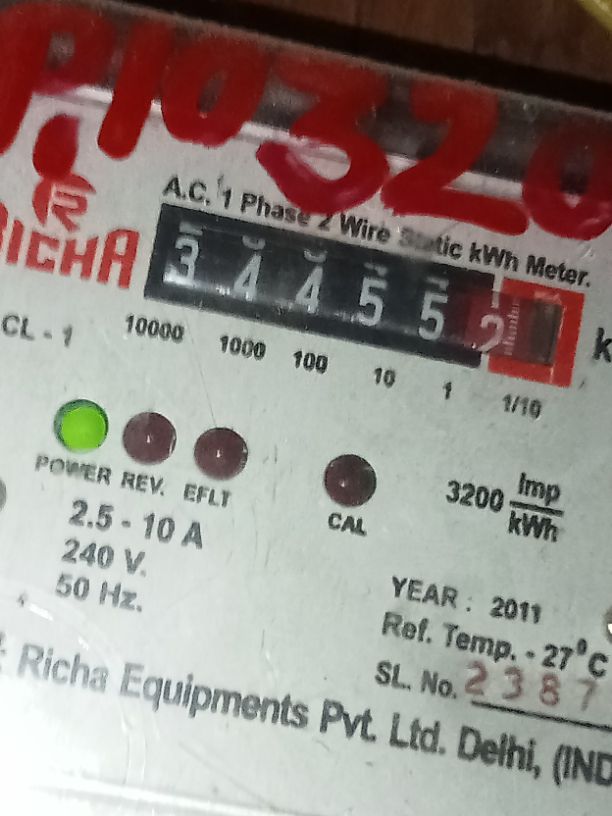 P10320
A.C. 1 Phase 2 Wire Static kWh Meter.
RICHA
3 4 4 5 5 2
k
CL - 1
10000 1000 100 10 1 1/10
POWER REV. EFLT
CAL
3200 Imp/kWh
2.5 - 10 A
240 V.
50 Hz.
YEAR : 2011
Ref. Temp. - 27°C
SL. No. 2387
Richa Equipments Pvt. Ltd. Delhi, (IND